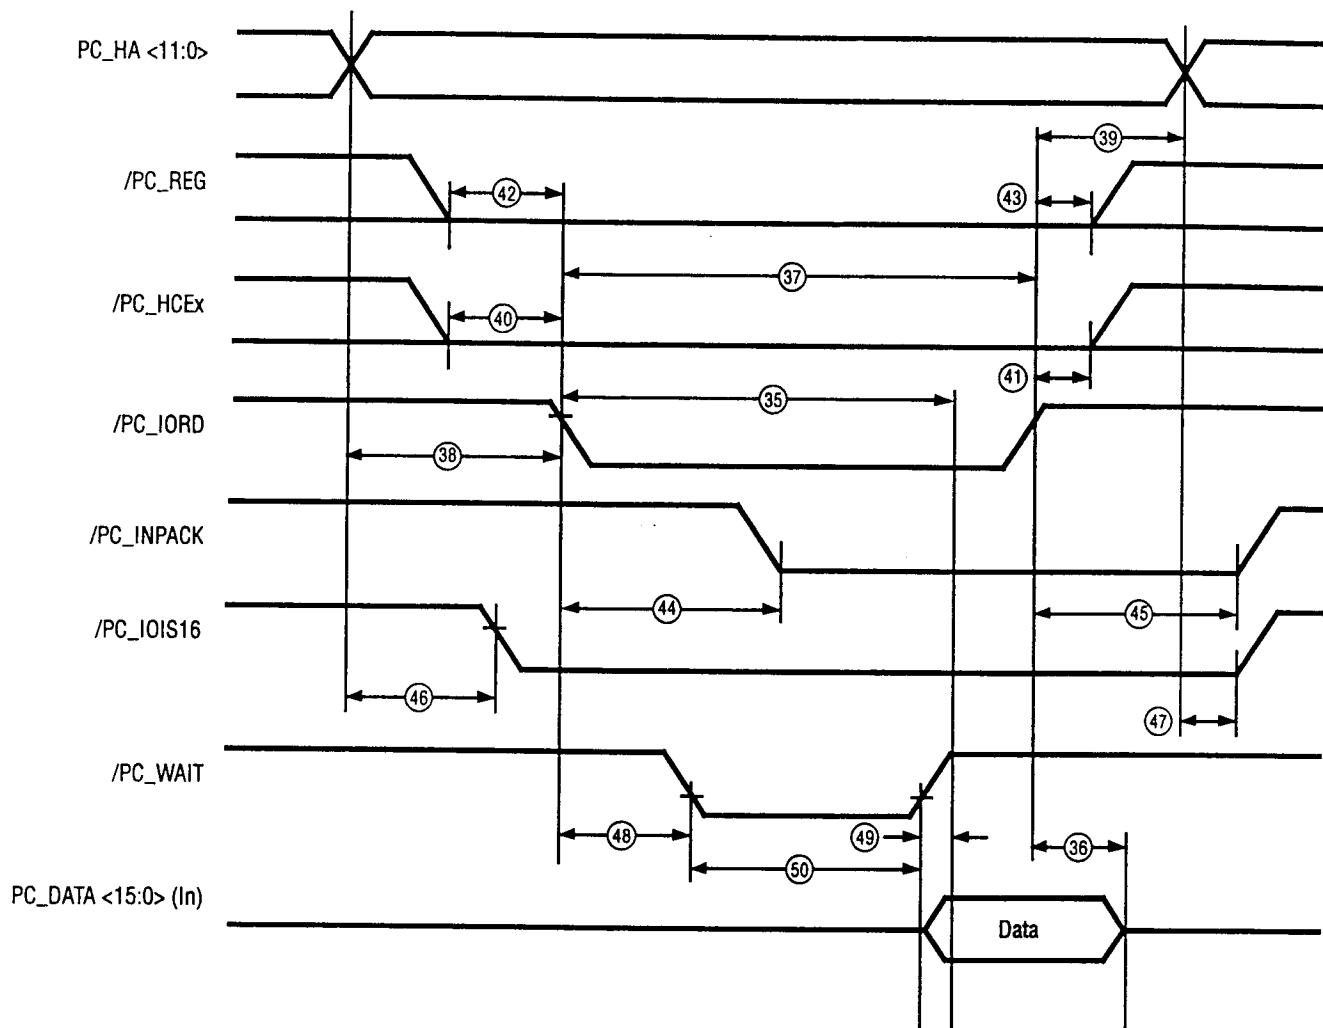 PC_HA <11:0>
39
/PC_REG
42
43
37
/PC_HCEx
40
41
35
/PC_IORD
38
/PC_INPACK
44
45
/PC_IOIS16
46
47
/PC_WAIT
48
49
36
50
PC_DATA <15:0> (In)
Data